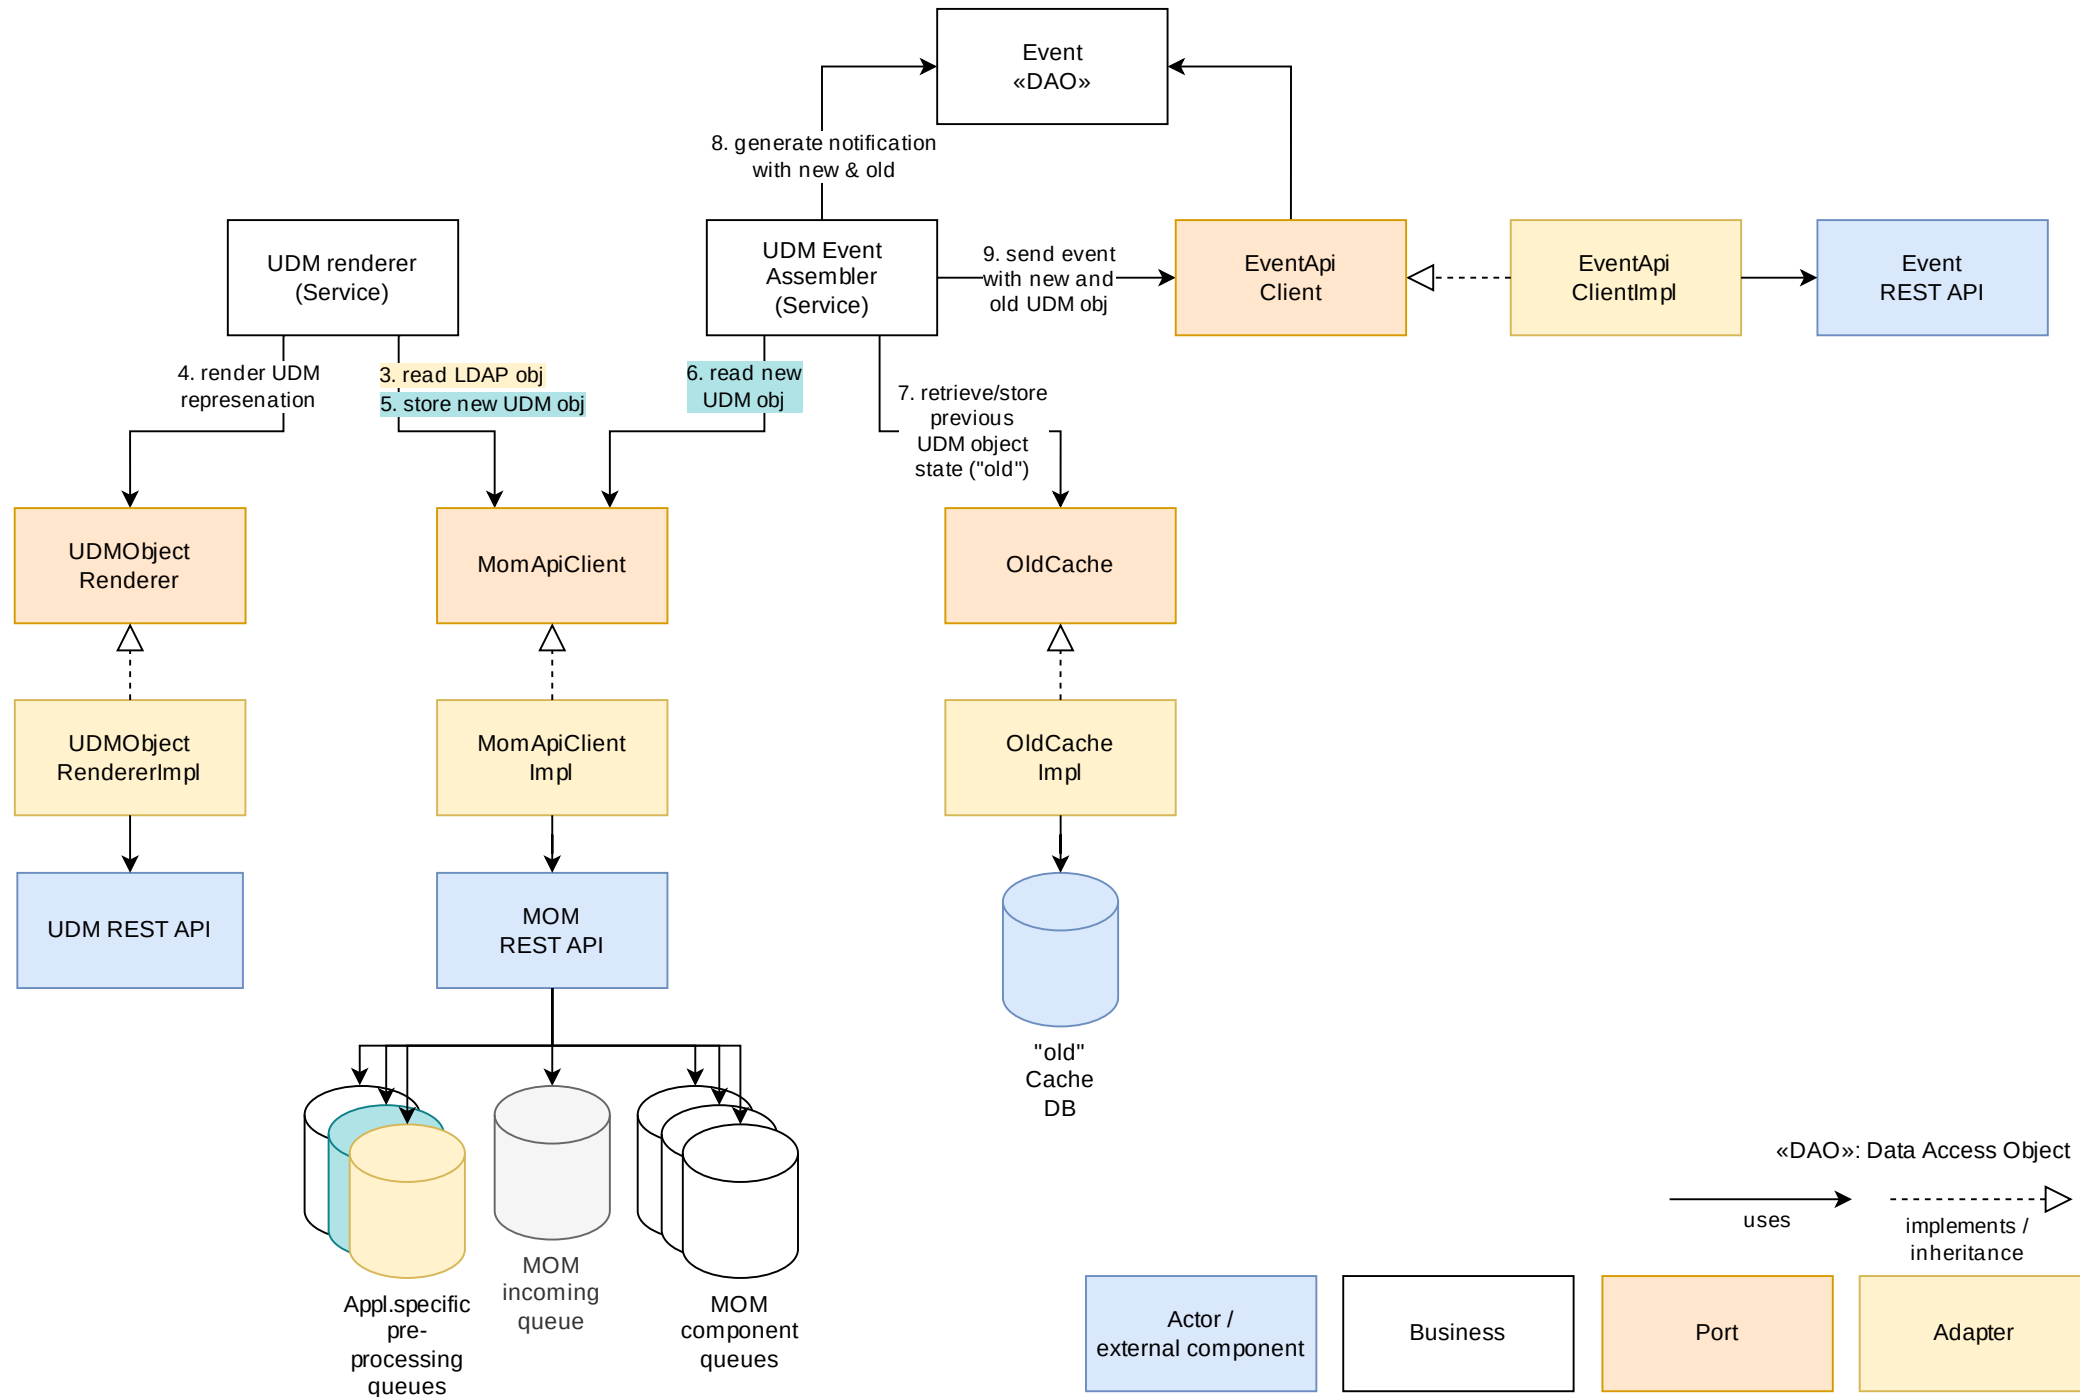 Event
«DAO»
8. generate notification
with new & old
UDM renderer
(Service)
UDM Event
Assembler
(Service)
9. send event
with new and
old UDM obj
EventApi
Client
EventApi
ClientImpl
Event
REST API
4. render UDM
represenation
3. read LDAP obj
5. store new UDM obj
6. read new
UDM obj
7. retrieve/store
previous
UDM object
state ("old")
UDMObject
Renderer
MomApiClient
OldCache
UDMObject
RendererImpl
MomApiClient
Impl
OldCache
Impl
UDM REST API
MOM
REST API
"old"
Cache
DB
Appl.specific
pre-
processing
queues
MOM
incoming
queue
MOM
component
queues
«DAO»: Data Access Object
uses
implements /
inheritance
Actor /
external component
Business
Port
Adapter